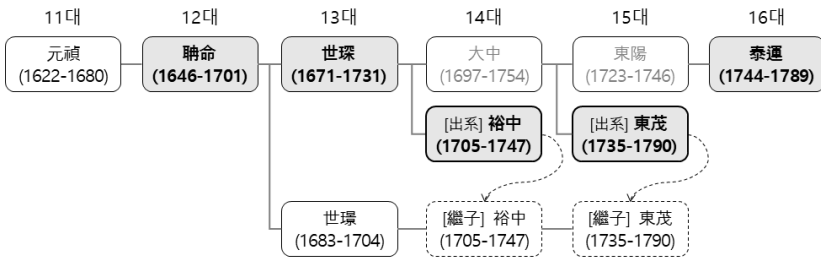 11대 12대 13대 14대 15대 16대
元禎 聃命 世琛 大中 東陽 泰運
(1622-1680) (1646-1701) (1671-1731) (1697-1754) (1723-1746) (1744-1789)
[出系] 裕中 [出系] 東茂
(1705-1747) (1735-1790)
世璟 [繼子] 裕中 [繼子] 東茂
(1683-1704) (1705-1747) (1735-1790)